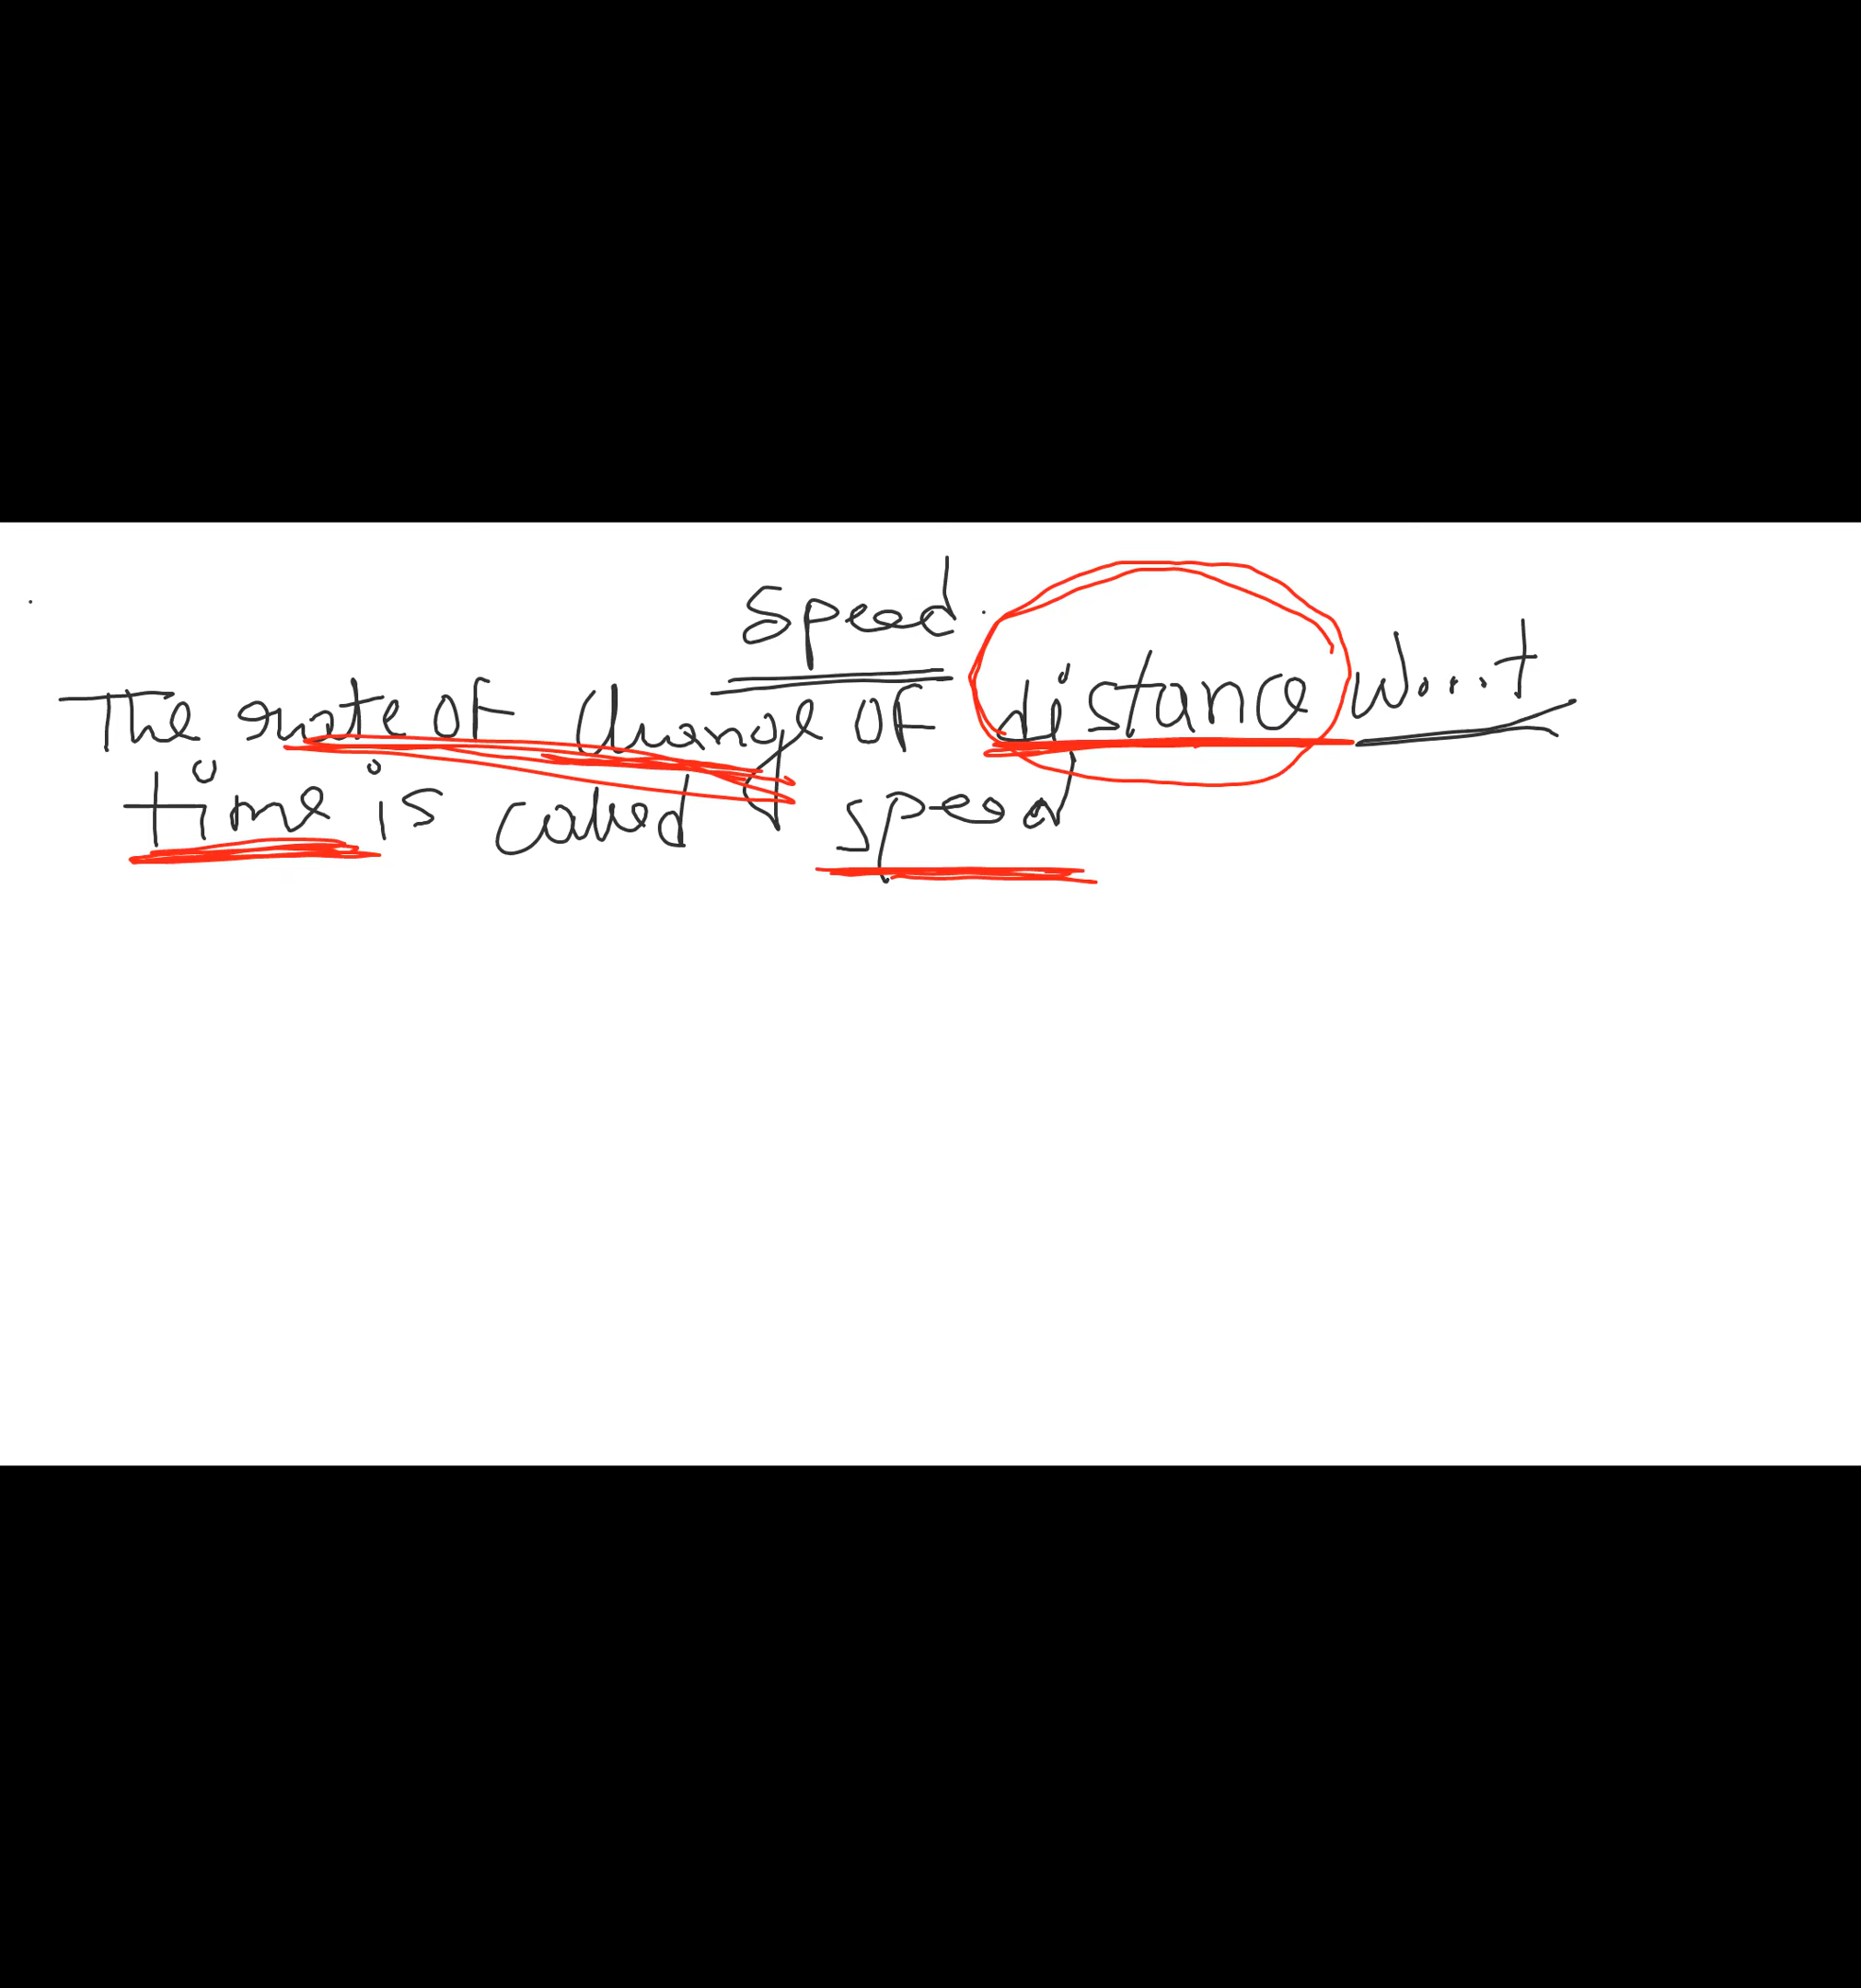 Speed
The rate of change of distance w.r.t
time is called speed